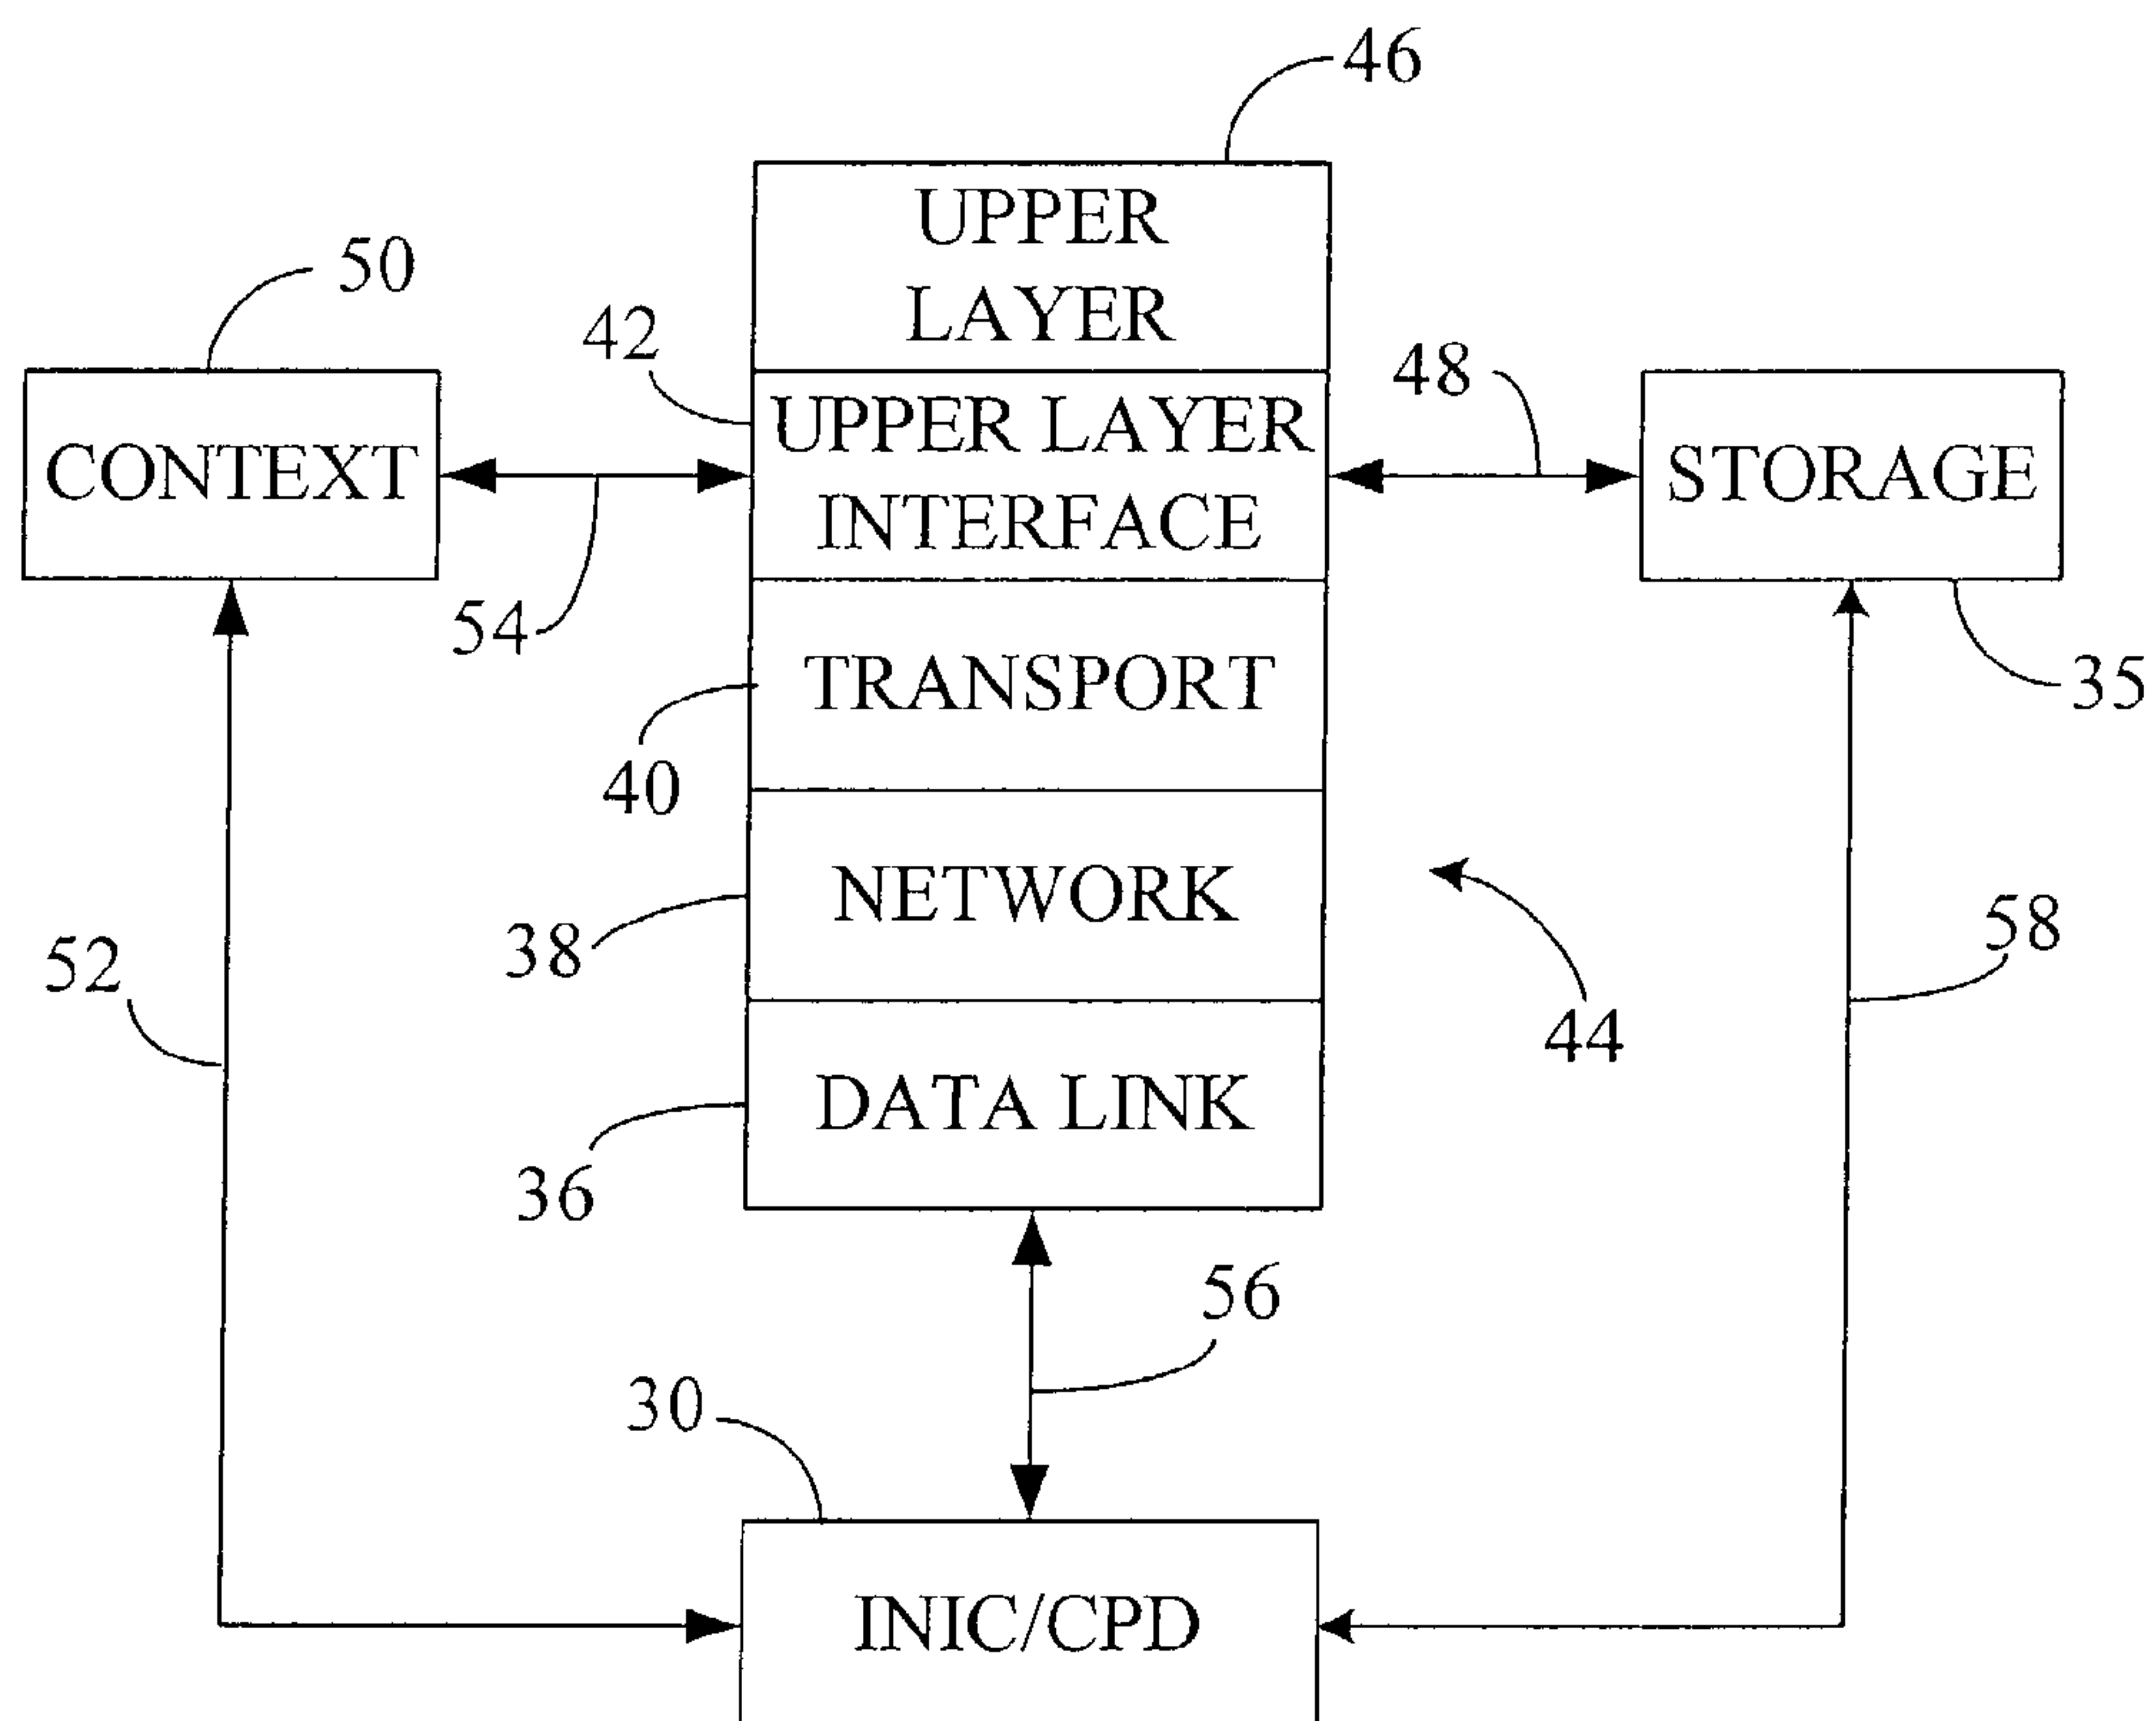 46
UPPER
LAYER
50
42
UPPER LAYER
INTERFACE
48
CONTEXT
STORAGE
54
TRANSPORT
35
40
NETWORK
38
52
58
44
DATA LINK
36
56
30
INIC/CPD